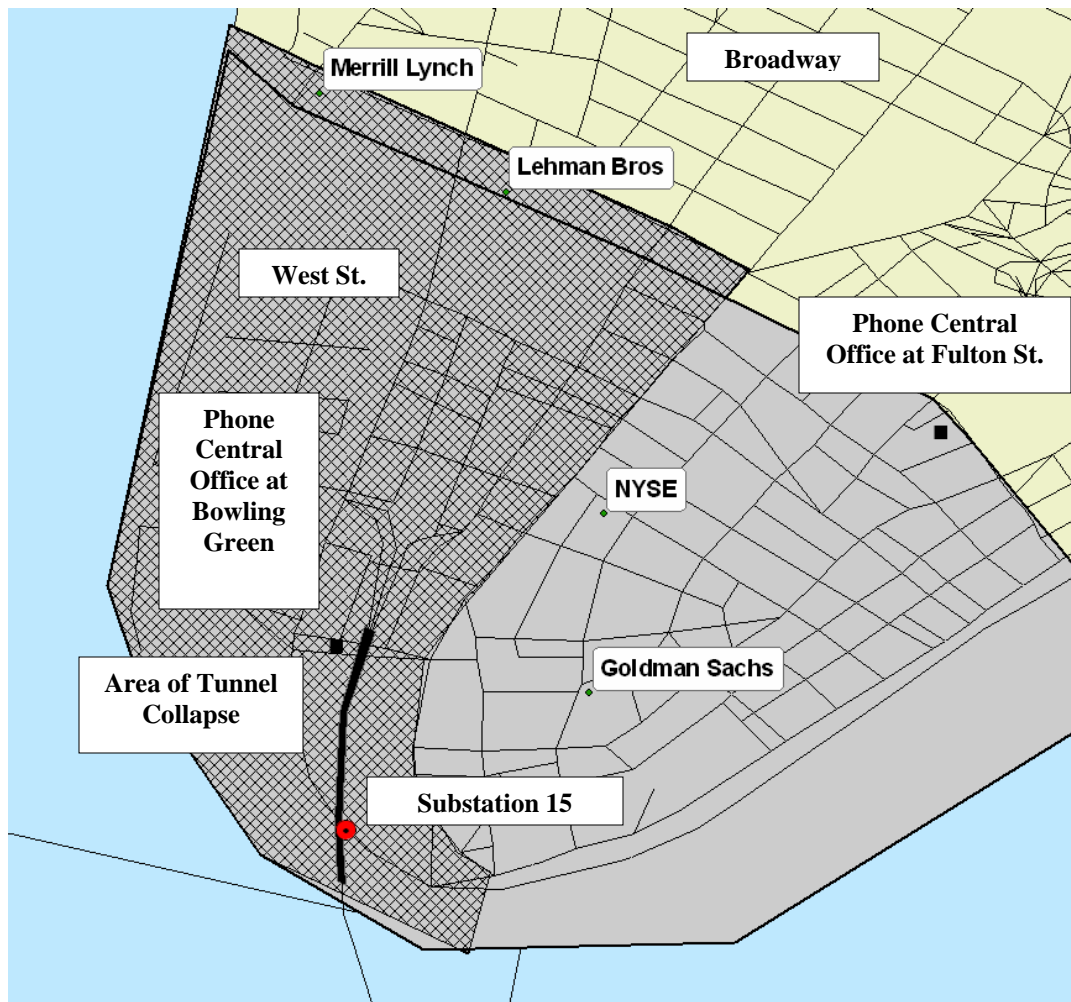 Broadway
Merrill Lynch
Lehman Bros
West St.
Phone Central
Office at Fulton St.
Phone
Central
Office at
Bowling
Green
NYSE
Goldman Sachs
Area of Tunnel
Collapse
Substation 15